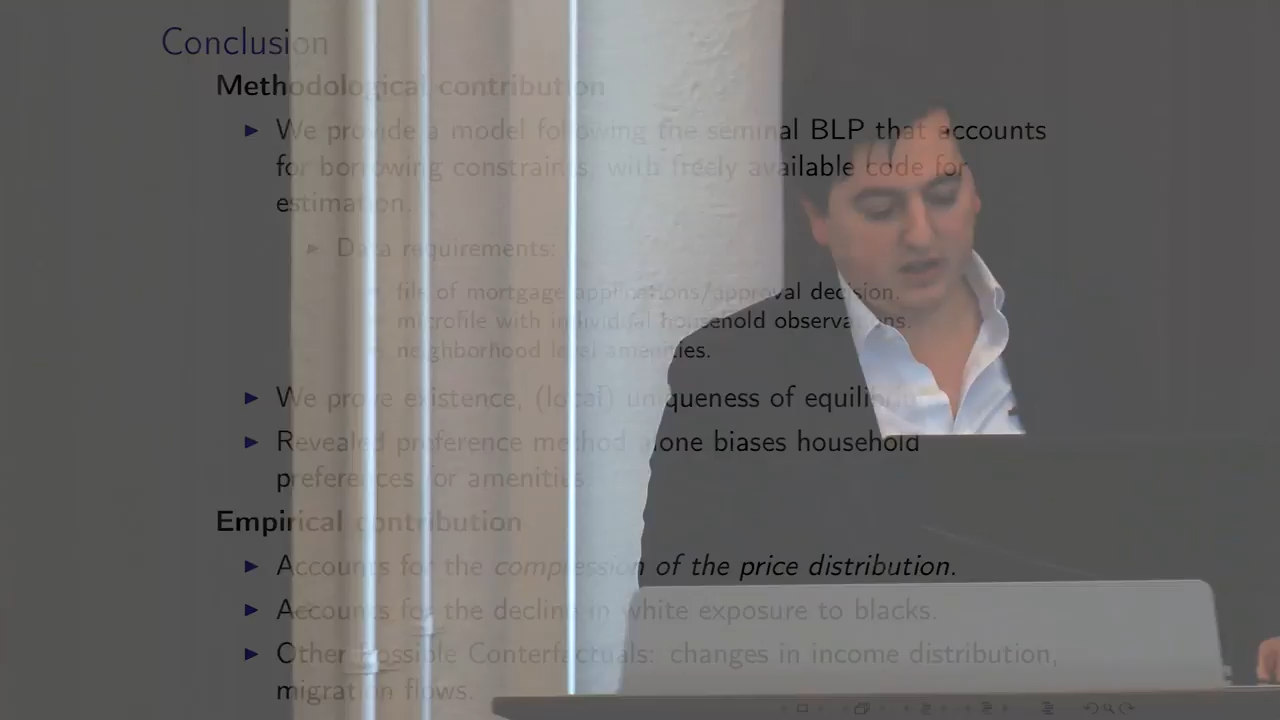 Conclusion
Methodological contribution
We provide a model following the seminal BLP that accounts
for borrowing constraints, with freely available code for
estimation.
Data requirements:
file of mortgage applications/approval decision.
microfile with individual household observations.
neighborhood level amenities.
We prove existence, (local) uniqueness of equilibrium.
Revealed preference method alone biases household
preferences for amenities.
Empirical contribution
Accounts for the compression of the price distribution.
Accounts for the decline in white exposure to blacks.
Other Possible Conterfactuals: changes in income distribution,
migration flows.